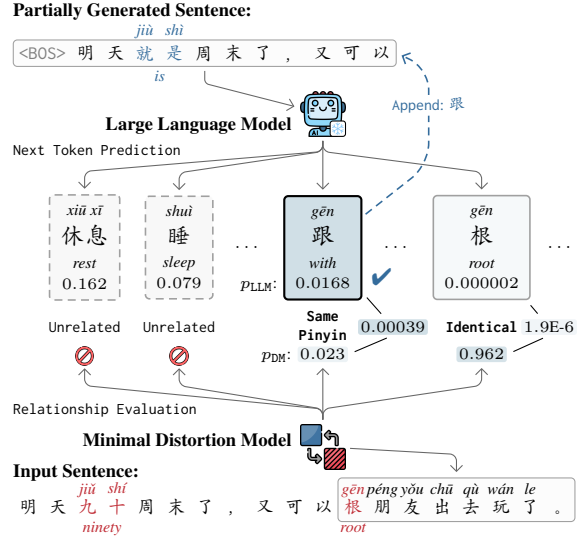 Partially Generated Sentence:
jiù shì
<BOS> 明 天 就 是 周 末 了 , 又 可 以
is
Append: 跟
Large Language Model
AI
Next Token Prediction
xiū xī shuì gēn gēn
休息 睡 ... 跟 ... 根 ...
rest sleep with root
0.162 0.079 pLLM: 0.0168 ✔ 0.000002
Unrelated Unrelated Same Pinyin 0.00039 Identical 1.9E-6
pDM: 0.023 0.962
Relationship Evaluation
Minimal Distortion Model
Input Sentence:
jiǔ shí gēn péng yǒu chū qù wán le
明 天 九 十 周 末 了 , 又 可 以 根 朋 友 出 去 玩 了 。
ninety root